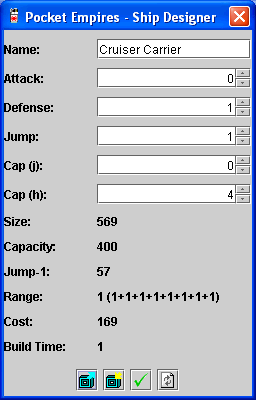 Pocket Empires - Ship Designer
Name: Cruiser Carrier
Attack: 0
Defense: 1
Jump: 1
Cap (j): 0
Cap (h): 4
Size: 569
Capacity: 400
Jump-1: 57
Range: 1 (1+1+1+1+1+1+1+1)
Cost: 169
Build Time: 1